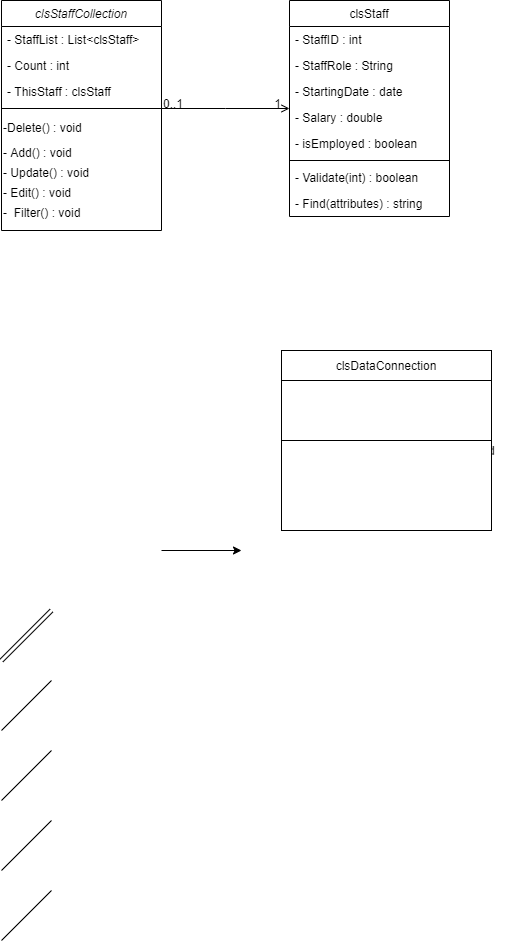 clsStaffCollection
- StaffList : List<clsStaff>
- Count : int
- ThisStaff : clsStaff
-Delete() : void
- Add() : void
- Update() : void
- Edit() : void
-  Filter() : void
0..1
1
clsStaff
- StaffID : int
- StaffRole : String
- StartingDate : date
- Salary : double
- isEmployed : boolean
- Validate(int) : boolean
- Find(attributes) : string
clsDataConnection